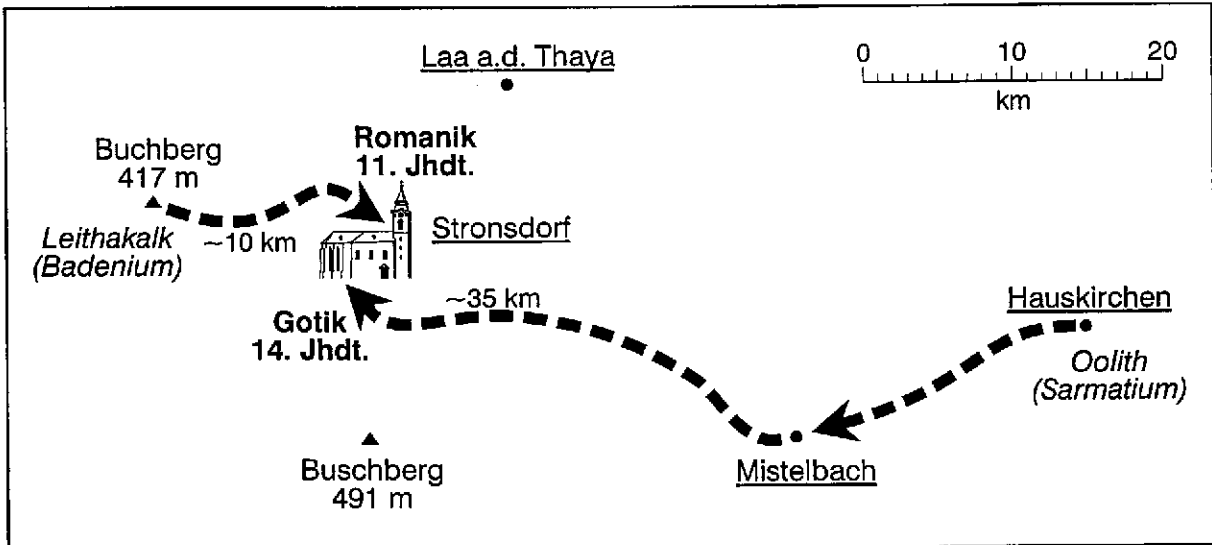 Laa a.d. Thaya
0 10 20
km
Buchberg
417 m
Romanik
11. Jhdt.
Leithakalk
(Badenium)
~10 km
Stronsdorf
Gotik
14. Jhdt.
~35 km
Hauskirchen
Oolith
(Sarmatium)
Buschberg
491 m
Mistelbach